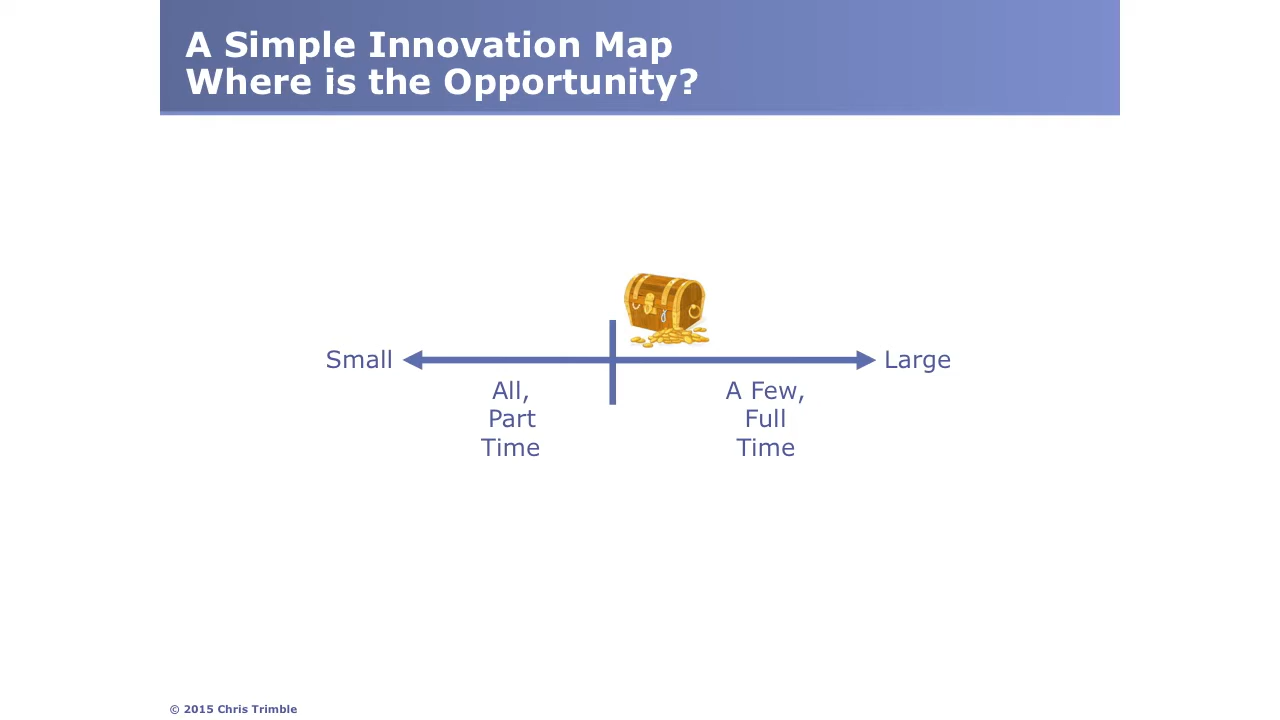 A Simple Innovation Map
Where is the Opportunity?
Small
Large
All,
Part
Time
A Few,
Full
Time
© 2015 Chris Trimble